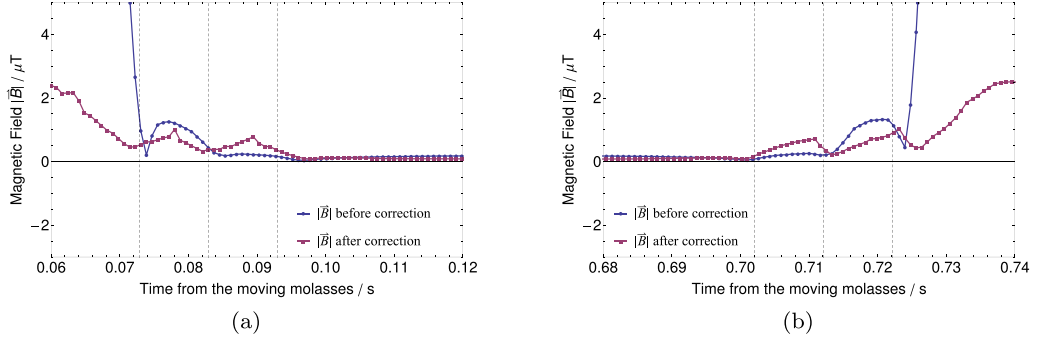 Magnetic Field |B⃗| / μT
4
2
0
−2
|B⃗| before correction
|B⃗| after correction
0.06 0.07 0.08 0.09 0.10 0.11 0.12
Time from the moving molasses / s
(a)
Magnetic Field |B⃗| / μT
4
2
0
−2
|B⃗| before correction
|B⃗| after correction
0.68 0.69 0.70 0.71 0.72 0.73 0.74
Time from the moving molasses / s
(b)